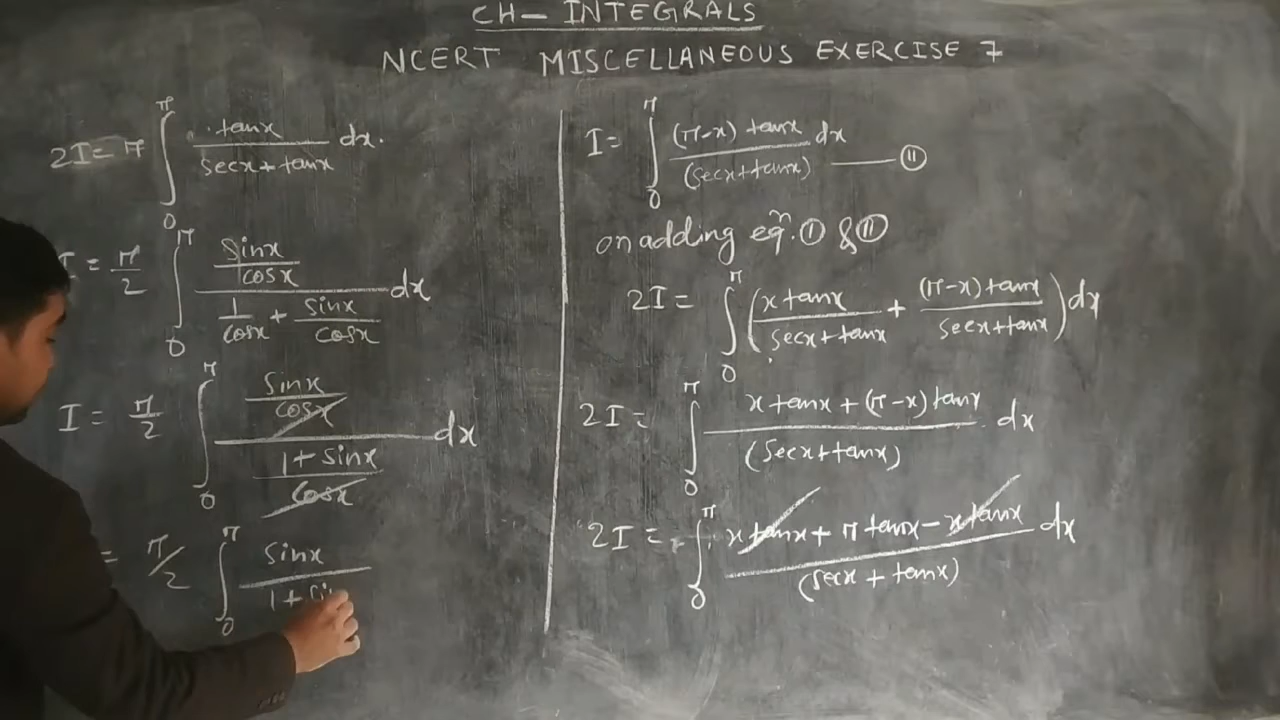 CH- INTEGRALS
NCERT MISCELLANEOUS EXERCISE 7
2I = π ∫₀^π tanx / (secx + tanx) dx.
I = π/2 ∫₀^π (sinx/cosx) / (1/cosx + sinx/cosx) dx
I = π/2 ∫₀^π (sinx/cosx) / ((1 + sinx)/cosx) dx
= π/2 ∫₀^π sinx / 1 + si
I = ∫₀^π (π-x) tanx / (secx + tanx) dx —— (II)
on adding eqⁿ. (I) & (II)
2I = ∫₀^π (x tanx / secx + tanx + (π-x) tanx / secx + tanx) dx
2I = ∫₀^π x tanx + (π-x) tanx / (secx + tanx) dx
2I = ∫₀^π x tanx + π tanx - x tanx / (secx + tanx) dx